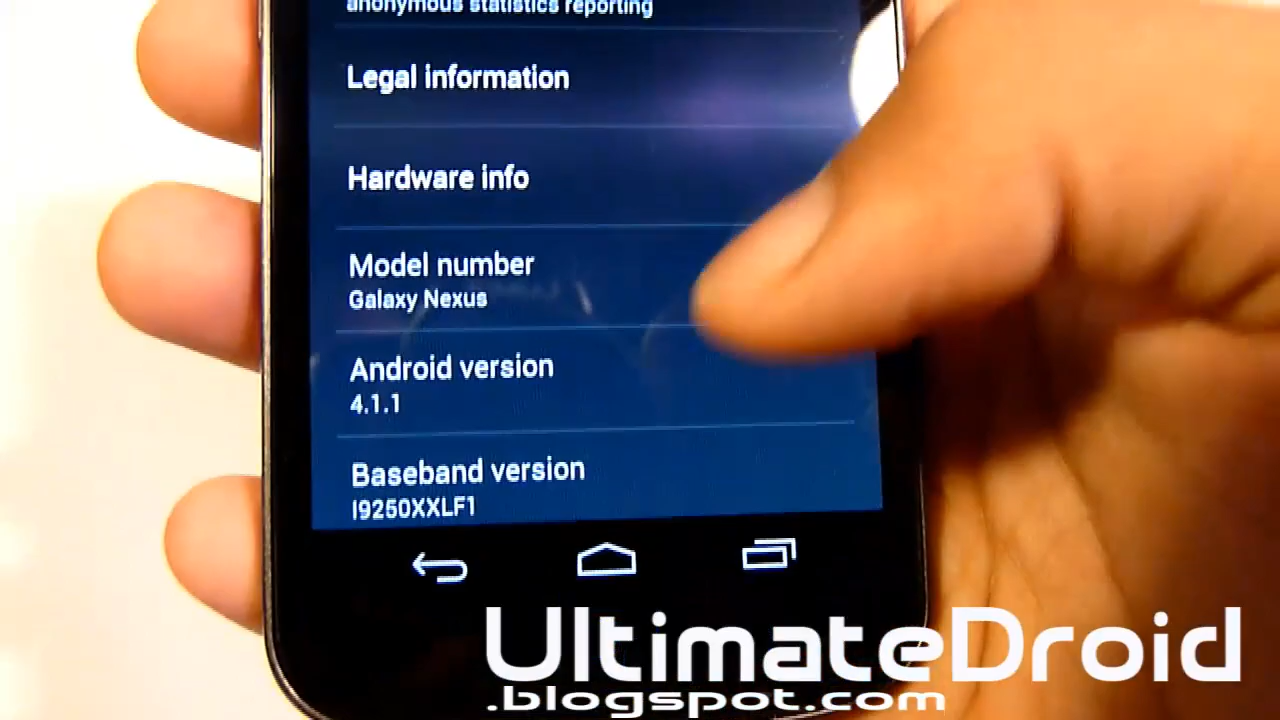 anonymous statistics reporting
Legal information
Hardware info
Model number
Galaxy Nexus
Android version
4.1.1
Baseband version
I9250XXLF1
UltimateDroid
.blogspot.com